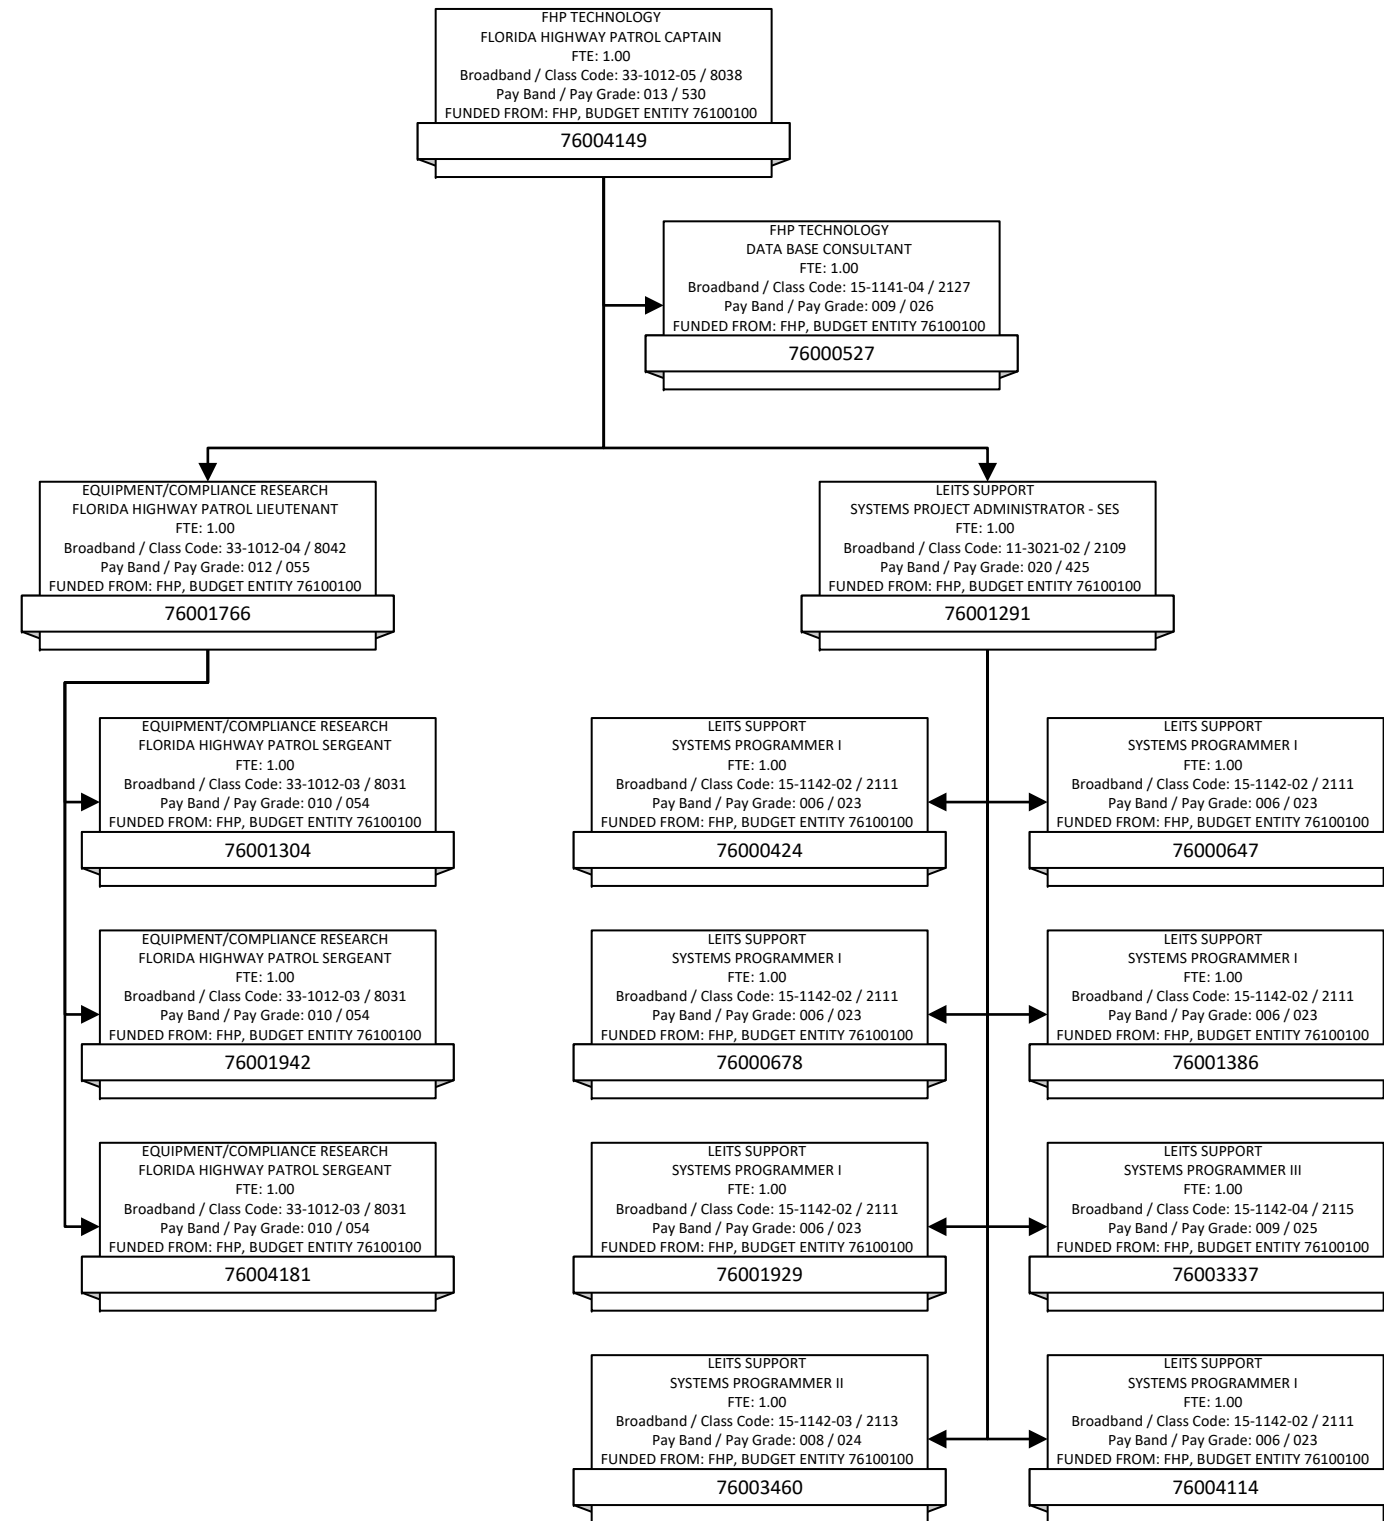 FHP TECHNOLOGY
FLORIDA HIGHWAY PATROL CAPTAIN
FTE: 1.00
Broadband / Class Code: 33-1012-05 / 8038
Pay Band / Pay Grade: 013 / 530
FUNDED FROM: FHP, BUDGET ENTITY 76100100
76004149
FHP TECHNOLOGY
DATA BASE CONSULTANT
FTE: 1.00
Broadband / Class Code: 15-1141-04 / 2127
Pay Band / Pay Grade: 009 / 026
FUNDED FROM: FHP, BUDGET ENTITY 76100100
76000527
EQUIPMENT/COMPLIANCE RESEARCH
FLORIDA HIGHWAY PATROL LIEUTENANT
FTE: 1.00
Broadband / Class Code: 33-1012-04 / 8042
Pay Band / Pay Grade: 012 / 055
FUNDED FROM: FHP, BUDGET ENTITY 76100100
76001766
LEITS SUPPORT
SYSTEMS PROJECT ADMINISTRATOR - SES
FTE: 1.00
Broadband / Class Code: 11-3021-02 / 2109
Pay Band / Pay Grade: 020 / 425
FUNDED FROM: FHP, BUDGET ENTITY 76100100
76001291
EQUIPMENT/COMPLIANCE RESEARCH
FLORIDA HIGHWAY PATROL SERGEANT
FTE: 1.00
Broadband / Class Code: 33-1012-03 / 8031
Pay Band / Pay Grade: 010 / 054
FUNDED FROM: FHP, BUDGET ENTITY 76100100
76001304
LEITS SUPPORT
SYSTEMS PROGRAMMER I
FTE: 1.00
Broadband / Class Code: 15-1142-02 / 2111
Pay Band / Pay Grade: 006 / 023
FUNDED FROM: FHP, BUDGET ENTITY 76100100
76000424
LEITS SUPPORT
SYSTEMS PROGRAMMER I
FTE: 1.00
Broadband / Class Code: 15-1142-02 / 2111
Pay Band / Pay Grade: 006 / 023
FUNDED FROM: FHP, BUDGET ENTITY 76100100
76000647
EQUIPMENT/COMPLIANCE RESEARCH
FLORIDA HIGHWAY PATROL SERGEANT
FTE: 1.00
Broadband / Class Code: 33-1012-03 / 8031
Pay Band / Pay Grade: 010 / 054
FUNDED FROM: FHP, BUDGET ENTITY 76100100
76001942
LEITS SUPPORT
SYSTEMS PROGRAMMER I
FTE: 1.00
Broadband / Class Code: 15-1142-02 / 2111
Pay Band / Pay Grade: 006 / 023
FUNDED FROM: FHP, BUDGET ENTITY 76100100
76000678
LEITS SUPPORT
SYSTEMS PROGRAMMER I
FTE: 1.00
Broadband / Class Code: 15-1142-02 / 2111
Pay Band / Pay Grade: 006 / 023
FUNDED FROM: FHP, BUDGET ENTITY 76100100
76001386
EQUIPMENT/COMPLIANCE RESEARCH
FLORIDA HIGHWAY PATROL SERGEANT
FTE: 1.00
Broadband / Class Code: 33-1012-03 / 8031
Pay Band / Pay Grade: 010 / 054
FUNDED FROM: FHP, BUDGET ENTITY 76100100
76004181
LEITS SUPPORT
SYSTEMS PROGRAMMER I
FTE: 1.00
Broadband / Class Code: 15-1142-02 / 2111
Pay Band / Pay Grade: 006 / 023
FUNDED FROM: FHP, BUDGET ENTITY 76100100
76001929
LEITS SUPPORT
SYSTEMS PROGRAMMER III
FTE: 1.00
Broadband / Class Code: 15-1142-04 / 2115
Pay Band / Pay Grade: 009 / 025
FUNDED FROM: FHP, BUDGET ENTITY 76100100
76003337
LEITS SUPPORT
SYSTEMS PROGRAMMER II
FTE: 1.00
Broadband / Class Code: 15-1142-03 / 2113
Pay Band / Pay Grade: 008 / 024
FUNDED FROM: FHP, BUDGET ENTITY 76100100
76003460
LEITS SUPPORT
SYSTEMS PROGRAMMER I
FTE: 1.00
Broadband / Class Code: 15-1142-02 / 2111
Pay Band / Pay Grade: 006 / 023
FUNDED FROM: FHP, BUDGET ENTITY 76100100
76004114